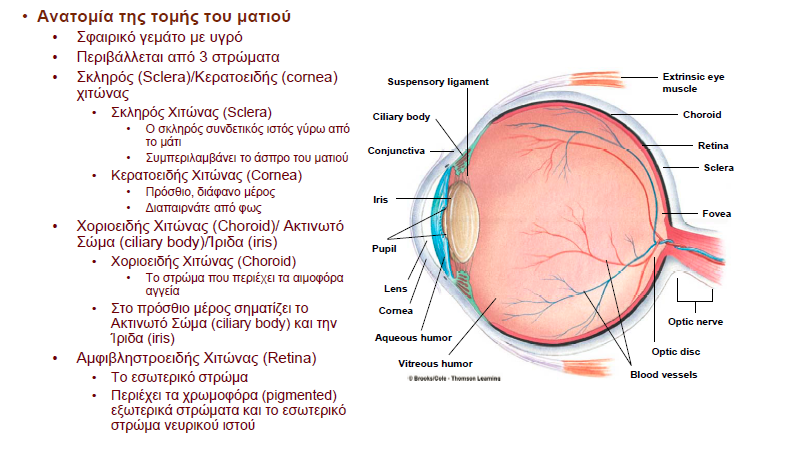 • Ανατομία της τομής του ματιού
• Σφαιρικό γεμάτο με υγρό
• Περιβάλλεται από 3 στρώματα
• Σκληρός (Sclera)/Κερατοειδής (cornea)
χιτώνας
• Σκληρός Χιτώνας (Sclera)
• Ο σκληρός συνδετικός ιστός γύρω από
το μάτι
• Συμπεριλαμβάνει το άσπρο του ματιού
• Κερατοειδής Χιτώνας (Cornea)
• Πρόσθιο, διάφανο μέρος
• Διαπαιρνάτε από φως
• Χοριοειδής Χιτώνας (Choroid)/ Ακτινωτό
Σώμα (ciliary body)/Ίριδα (iris)
• Χοριοειδής Χιτώνας (Choroid)
• Το στρώμα που περιέχει τα αιμοφόρα
αγγεία
• Στο πρόσθιο μέρος σηματίζει το
Ακτινωτό Σώμα (ciliary body) και την
Ίριδα (iris)
• Αμφιβληστροειδής Χιτώνας (Retina)
• Το εσωτερικό στρώμα
• Περιέχει τα χρωμοφόρα (pigmented)
εξωτερικά στρώματα και το εσωτερικό
στρώμα νευρικού ιστού
Suspensory ligament
Ciliary body
Conjunctiva
Iris
Pupil
Lens
Cornea
Aqueous humor
Vitreous humor
Extrinsic eye
muscle
Choroid
Retina
Sclera
Fovea
Optic nerve
Optic disc
Blood vessels
© Brooks/Cole - Thomson Learning